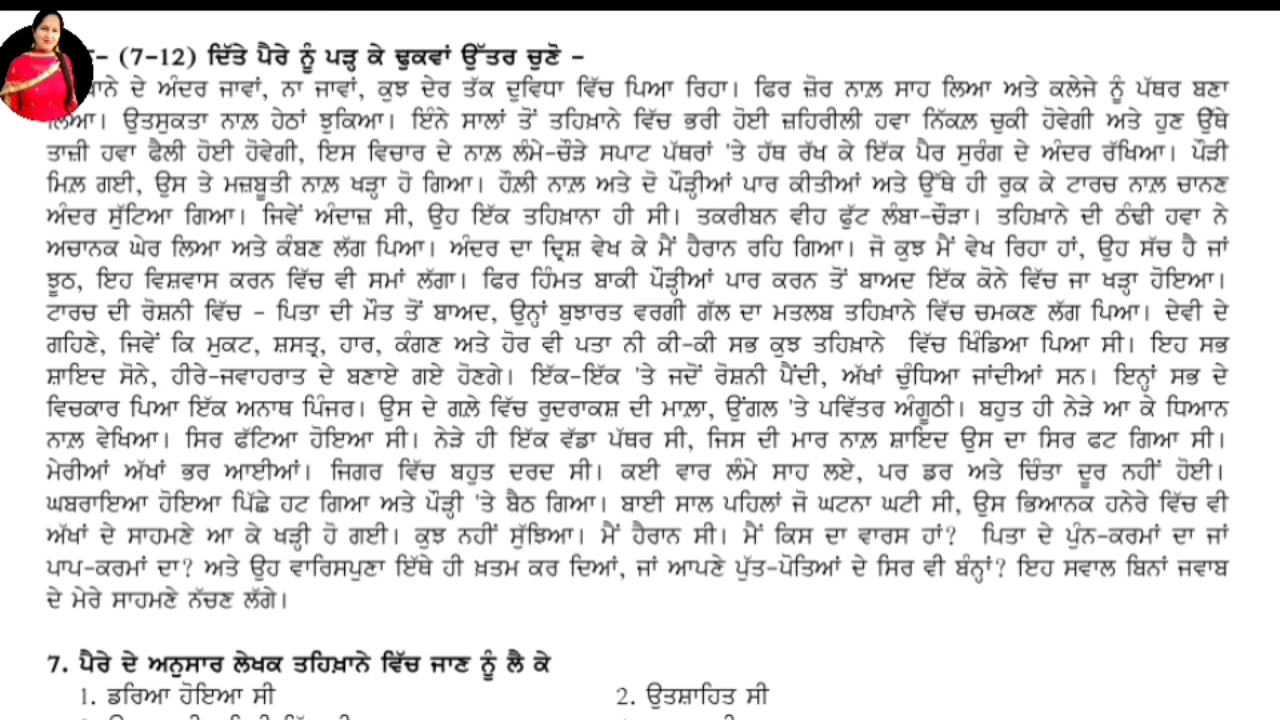 – (7-12) ਦਿੱਤੇ ਪੈਰੇ ਨੂੰ ਪੜ੍ਹ ਕੇ ਢੁਕਵਾਂ ਉੱਤਰ ਚੁਣੋ –
ਦੇ ਅੰਦਰ ਜਾਵਾਂ, ਨਾ ਜਾਵਾਂ, ਕੁਝ ਦੇਰ ਤੱਕ ਦੁਵਿਧਾ ਵਿੱਚ ਪਿਆ ਰਿਹਾ। ਫਿਰ ਜ਼ੋਰ ਨਾਲ਼ ਸਾਹ ਲਿਆ ਅਤੇ ਕਲੇਜੇ ਨੂੰ ਪੱਥਰ ਬਣਾ
ਲਿਆ। ਉਤਸੁਕਤਾ ਨਾਲ਼ ਹੇਠਾਂ ਝੁਕਿਆ। ਇੰਨੇ ਸਾਲਾਂ ਤੋਂ ਤਹਿਖ਼ਾਨੇ ਵਿੱਚ ਭਰੀ ਹੋਈ ਜ਼ਹਿਰੀਲੀ ਹਵਾ ਨਿੱਕਲ਼ ਚੁਕੀ ਹੋਵੇਗੀ ਅਤੇ ਹੁਣ ਉੱਥੇ
ਤਾਜ਼ੀ ਹਵਾ ਫੈਲੀ ਹੋਈ ਹੋਵੇਗੀ, ਇਸ ਵਿਚਾਰ ਦੇ ਨਾਲ਼ ਲੰਮੇ-ਚੌੜੇ ਸਪਾਟ ਪੱਥਰਾਂ 'ਤੇ ਹੱਥ ਰੱਖ ਕੇ ਇੱਕ ਪੈਰ ਸੁਰੰਗ ਦੇ ਅੰਦਰ ਰੱਖਿਆ। ਪੌੜੀ
ਮਿਲ਼ ਗਈ, ਉਸ ਤੇ ਮਜ਼ਬੂਤੀ ਨਾਲ਼ ਖੜ੍ਹਾ ਹੋ ਗਿਆ। ਹੌਲ਼ੀ ਨਾਲ਼ ਅਤੇ ਦੋ ਪੌੜ੍ਹੀਆਂ ਪਾਰ ਕੀਤੀਆਂ ਅਤੇ ਉੱਥੇ ਹੀ ਰੁਕ ਕੇ ਟਾਰਚ ਨਾਲ਼ ਚਾਨਣ
ਅੰਦਰ ਸੁੱਟਿਆ ਗਿਆ। ਜਿਵੇਂ ਅੰਦਾਜ਼ ਸੀ, ਉਹ ਇੱਕ ਤਹਿਖ਼ਾਨਾ ਹੀ ਸੀ। ਤਕਰੀਬਨ ਵੀਹ ਫੁੱਟ ਲੰਬਾ-ਚੌੜਾ। ਤਹਿਖ਼ਾਨੇ ਦੀ ਠੰਢੀ ਹਵਾ ਨੇ
ਅਚਾਨਕ ਘੇਰ ਲਿਆ ਅਤੇ ਕੰਬਣ ਲੱਗ ਪਿਆ। ਅੰਦਰ ਦਾ ਦ੍ਰਿਸ਼ ਵੇਖ ਕੇ ਮੈਂ ਹੈਰਾਨ ਰਹਿ ਗਿਆ। ਜੋ ਕੁਝ ਮੈਂ ਵੇਖ ਰਿਹਾ ਹਾਂ, ਉਹ ਸੱਚ ਹੈ ਜਾਂ
ਝੂਠ, ਇਹ ਵਿਸ਼ਵਾਸ ਕਰਨ ਵਿੱਚ ਵੀ ਸਮਾਂ ਲੱਗਾ। ਫਿਰ ਹਿੰਮਤ ਬਾਕੀ ਪੌੜ੍ਹੀਆਂ ਪਾਰ ਕਰਨ ਤੋਂ ਬਾਅਦ ਇੱਕ ਕੋਨੇ ਵਿੱਚ ਜਾ ਖੜਾ ਹੋਇਆ।
ਟਾਰਚ ਦੀ ਰੋਸ਼ਨੀ ਵਿੱਚ – ਪਿਤਾ ਦੀ ਮੌਤ ਤੋਂ ਬਾਅਦ, ਉਨ੍ਹਾਂ ਬੁਝਾਰਤ ਵਰਗੀ ਗੱਲ ਦਾ ਮਤਲਬ ਤਹਿਖ਼ਾਨੇ ਵਿੱਚ ਚਮਕਣ ਲੱਗ ਪਿਆ। ਦੇਵੀ ਦੇ
ਗਹਿਣੇ, ਜਿਵੇਂ ਕਿ ਮੁਕਟ, ਸ਼ਸਤ੍ਰ, ਹਾਰ, ਕੰਗਣ ਅਤੇ ਹੋਰ ਵੀ ਪਤਾ ਨੀ ਕੀ-ਕੀ ਸਭ ਕੁਝ ਤਹਿਖ਼ਾਨੇ ਵਿੱਚ ਖਿੰਡਿਆ ਪਿਆ ਸੀ। ਇਹ ਸਭ
ਸ਼ਾਇਦ ਸੋਨੇ, ਹੀਰੇ-ਜਵਾਹਰਾਤ ਦੇ ਬਣਾਏ ਗਏ ਹੋਣਗੇ। ਇੱਕ-ਇੱਕ 'ਤੇ ਜਦੋਂ ਰੋਸ਼ਨੀ ਪੈਂਦੀ, ਅੱਖਾਂ ਚੁੰਧਿਆ ਜਾਂਦੀਆਂ ਸਨ। ਇਨ੍ਹਾਂ ਸਭ ਦੇ
ਵਿਚਕਾਰ ਪਿਆ ਇੱਕ ਅਨਾਥ ਪਿੰਜਰ। ਉਸ ਦੇ ਗਲ਼ੇ ਵਿੱਚ ਰੁਦਰਾਕਸ਼ ਦੀ ਮਾਲ਼ਾ, ਉਂਗਲ 'ਤੇ ਪਵਿੱਤਰ ਅੰਗੂਠੀ। ਬਹੁਤ ਹੀ ਨੇੜੇ ਆ ਕੇ ਧਿਆਨ
ਨਾਲ਼ ਵੇਖਿਆ। ਸਿਰ ਫੱਟਿਆ ਹੋਇਆ ਸੀ। ਨੇੜੇ ਹੀ ਇੱਕ ਵੱਡਾ ਪੱਥਰ ਸੀ, ਜਿਸ ਦੀ ਮਾਰ ਨਾਲ਼ ਸ਼ਾਇਦ ਉਸ ਦਾ ਸਿਰ ਫਟ ਗਿਆ ਸੀ।
ਮੇਰੀਆਂ ਅੱਖਾਂ ਭਰ ਆਈਆਂ। ਜਿਗਰ ਵਿੱਚ ਬਹੁਤ ਦਰਦ ਸੀ। ਕਈ ਵਾਰ ਲੰਮੇ ਸਾਹ ਲਏ, ਪਰ ਡਰ ਅਤੇ ਚਿੰਤਾ ਦੂਰ ਨਹੀਂ ਹੋਈ।
ਘਬਰਾਇਆ ਹੋਇਆ ਪਿੱਛੇ ਹਟ ਗਿਆ ਅਤੇ ਪੌੜੀ 'ਤੇ ਬੈਠ ਗਿਆ। ਬਾਈ ਸਾਲ ਪਹਿਲਾਂ ਜੋ ਘਟਨਾ ਘਟੀ ਸੀ, ਉਸ ਭਿਆਨਕ ਹਨੇਰੇ ਵਿੱਚ ਵੀ
ਅੱਖਾਂ ਦੇ ਸਾਹਮਣੇ ਆ ਕੇ ਖੜ੍ਹੀ ਹੋ ਗਈ। ਕੁਝ ਨਹੀਂ ਸੁੱਝਿਆ। ਮੈਂ ਹੈਰਾਨ ਸੀ। ਮੈਂ ਕਿਸ ਦਾ ਵਾਰਸ ਹਾਂ? ਪਿਤਾ ਦੇ ਪੁੰਨ-ਕਰਮਾਂ ਦਾ ਜਾਂ
ਪਾਪ-ਕਰਮਾਂ ਦਾ? ਅਤੇ ਉਹ ਵਾਰਿਸਪੁਣਾ ਇੱਥੇ ਹੀ ਖ਼ਤਮ ਕਰ ਦਿਆਂ, ਜਾਂ ਆਪਣੇ ਪੁੱਤ-ਪੋਤਿਆਂ ਦੇ ਸਿਰ ਵੀ ਬੰਨ੍ਹਾਂ? ਇਹ ਸਵਾਲ ਬਿਨਾਂ ਜਵਾਬ
ਦੇ ਮੇਰੇ ਸਾਹਮਣੇ ਨੱਚਣ ਲੱਗੇ।
7. ਪੈਰੇ ਦੇ ਅਨੁਸਾਰ ਲੇਖਕ ਤਹਿਖ਼ਾਨੇ ਵਿੱਚ ਜਾਣ ਨੂੰ ਲੈ ਕੇ
1. ਡਰਿਆ ਹੋਇਆ ਸੀ 2. ਉਤਸ਼ਾਹਿਤ ਸੀ